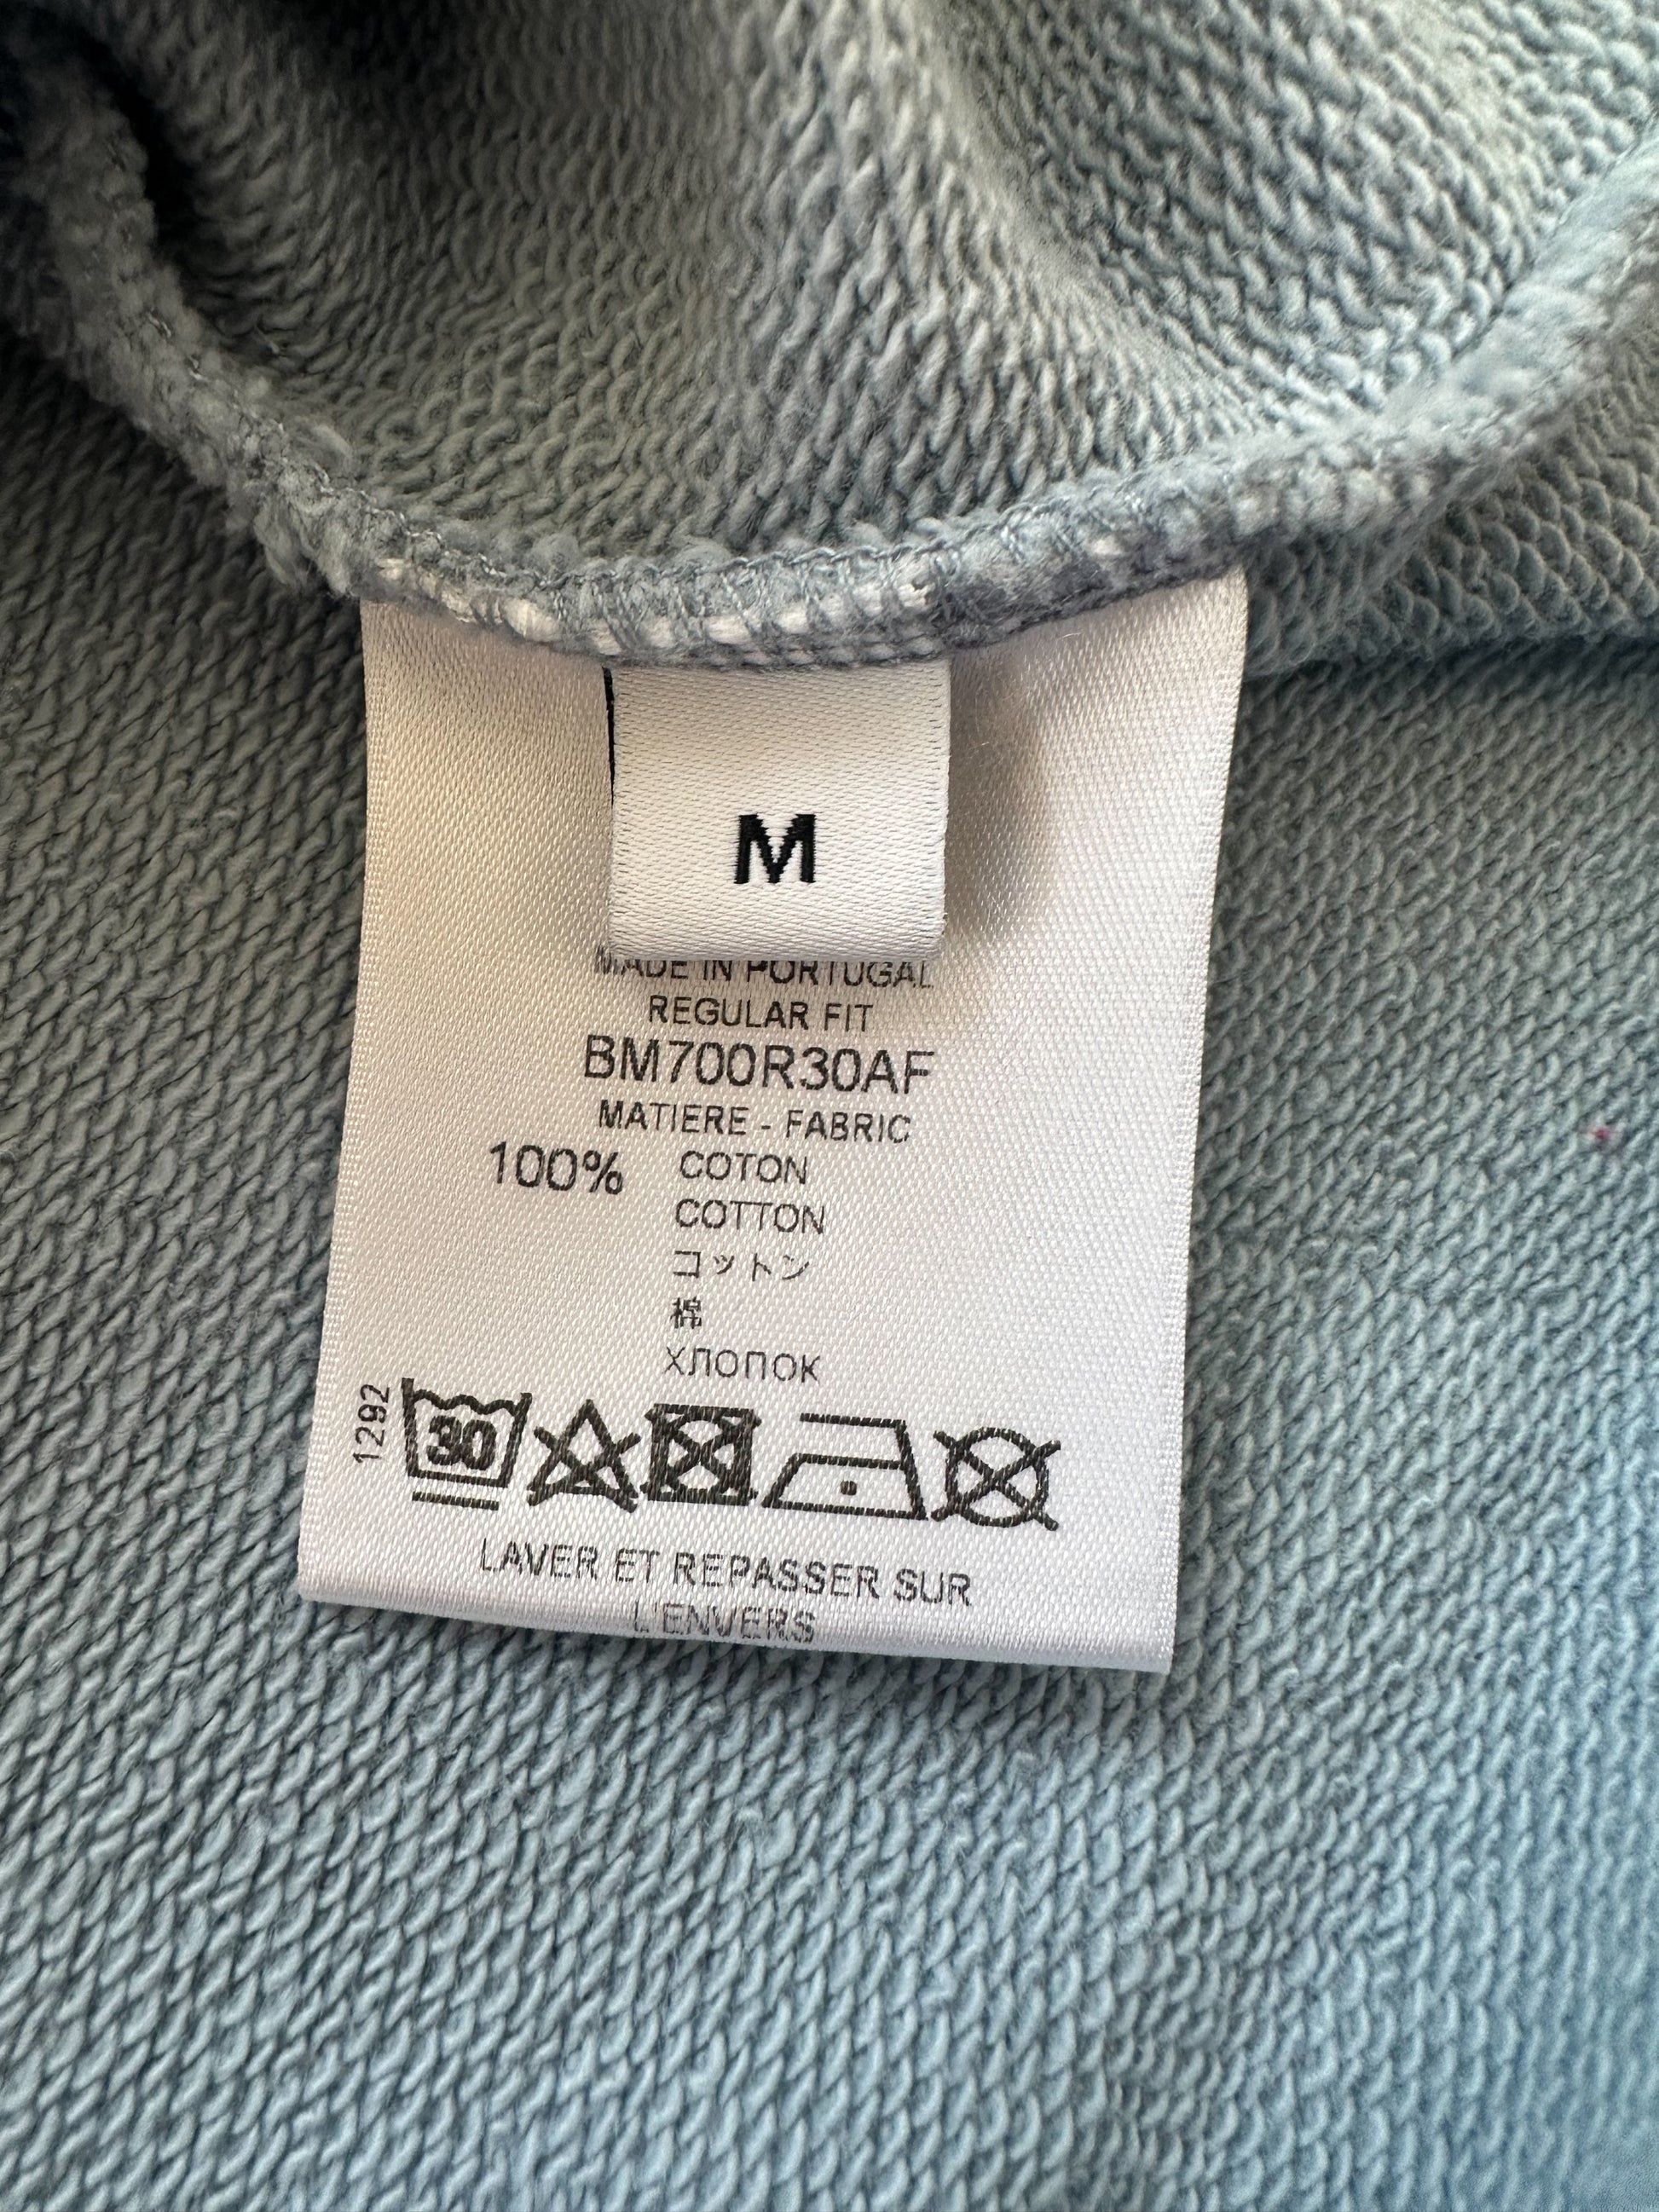 M
MADE IN PORTUGAL
REGULAR FIT
BM700R30AF
MATIERE - FABRIC
100% COTON
COTTON
コットン
棉
ХЛОПОК
1292
30
LAVER ET REPASSER SUR
L'ENVERS